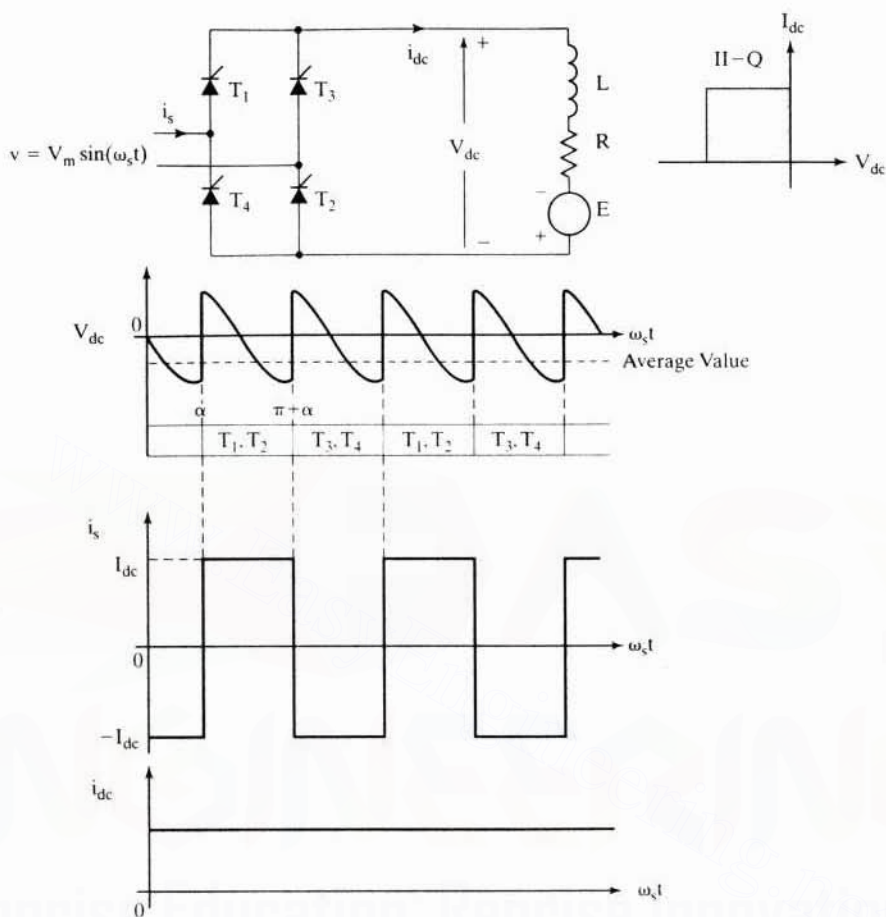 I_dc
II-Q
i_dc
+
T_1
T_3
L
i_s
R
V_dc
V_dc
v = V_m sin(ω_s t)
T_4
T_2
−
E
+
−
V_dc
0
ω_s t
Average Value
α
π + α
T_1, T_2
T_3, T_4
T_1, T_2
T_3, T_4
i_s
I_dc
0
ω_s t
−I_dc
i_dc
0
ω_s t